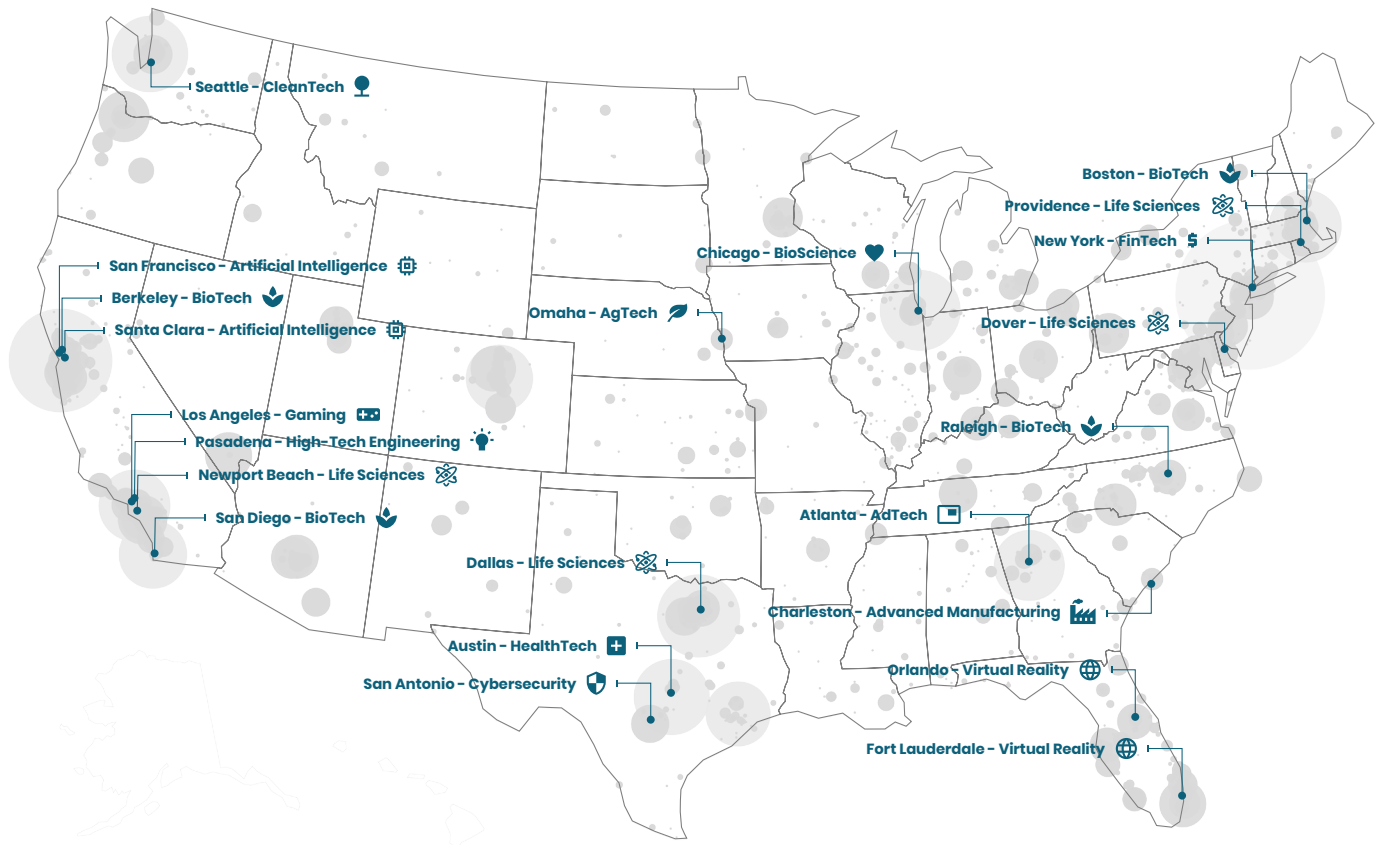 Seattle - CleanTech
Boston - BioTech
Providence - Life Sciences
New York - FinTech
Chicago - BioScience
San Francisco - Artificial Intelligence
Berkeley - BioTech
Omaha - AgTech
Dover - Life Sciences
Santa Clara - Artificial Intelligence
Los Angeles - Gaming
Raleigh - BioTech
Pasadena - High-Tech Engineering
Newport Beach - Life Sciences
San Diego - BioTech
Atlanta - AdTech
Dallas - Life Sciences
Charleston - Advanced Manufacturing
Austin - HealthTech
Orlando - Virtual Reality
San Antonio - Cybersecurity
Fort Lauderdale - Virtual Reality